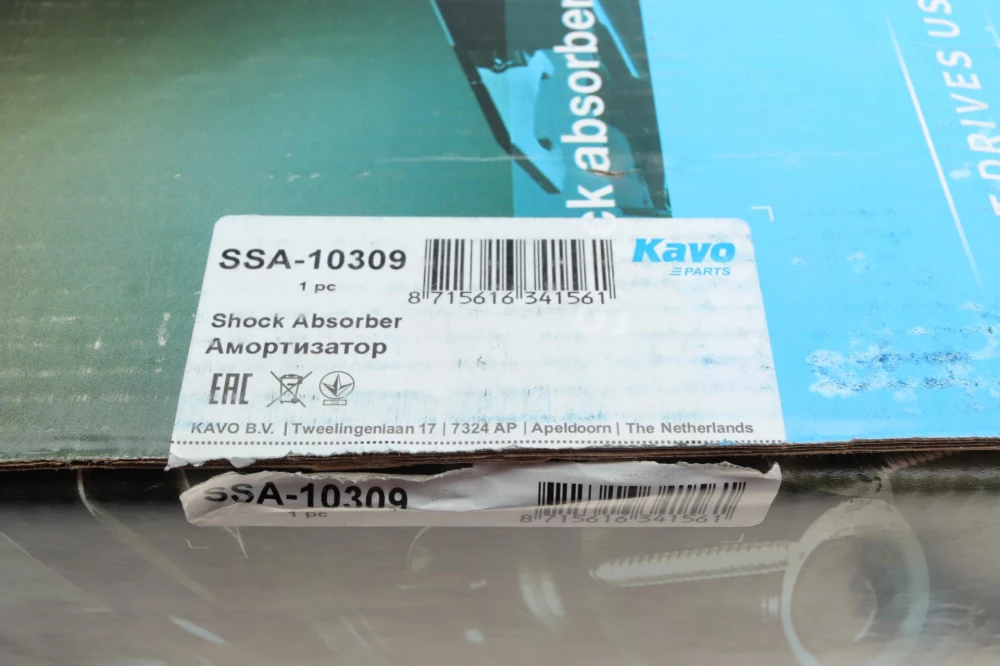 ck absorber
E DRIVES US
SSA-10309
1 pc
8 715616 341561
Kavo
PARTS
Shock Absorber
Амортизатор
EAC
KAVO B.V. | Tweelingenlaan 17 | 7324 AP | Apeldoorn | The Netherlands
SSA-10309
1 pc
8 715616 341561